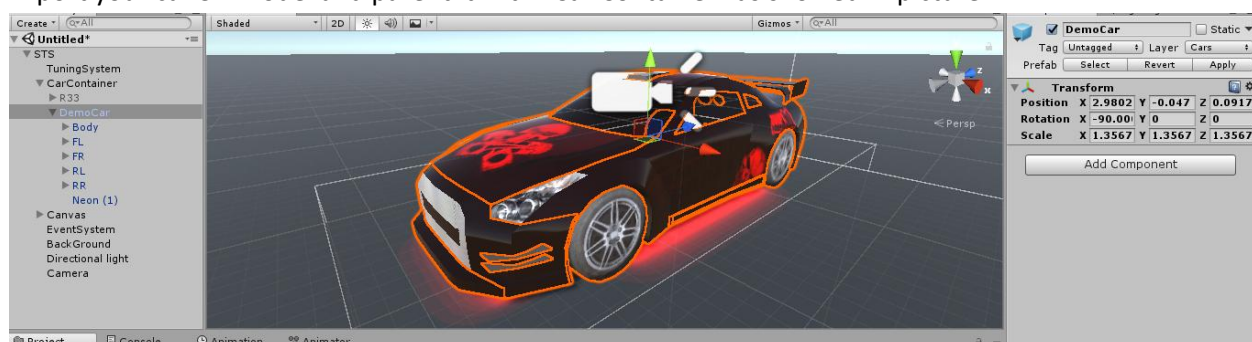 Create Q▾All
Shaded 2D Gizmos Q▾All
Untitled*
STS
TuningSystem
CarContainer
R33
DemoCar
Body
FL
FR
RL
RR
Neon (1)
Canvas
EventSystem
BackGround
Directional light
Camera
y
z
x
Persp
DemoCar Static
Tag Untagged Layer Cars
Prefab Select Revert Apply
Transform
Position X 2.9802 Y -0.047 Z 0.0917
Rotation X -90.00 Y 0 Z 0
Scale X 1.3567 Y 1.3567 Z 1.3567
Add Component
Project Console Animation Animator